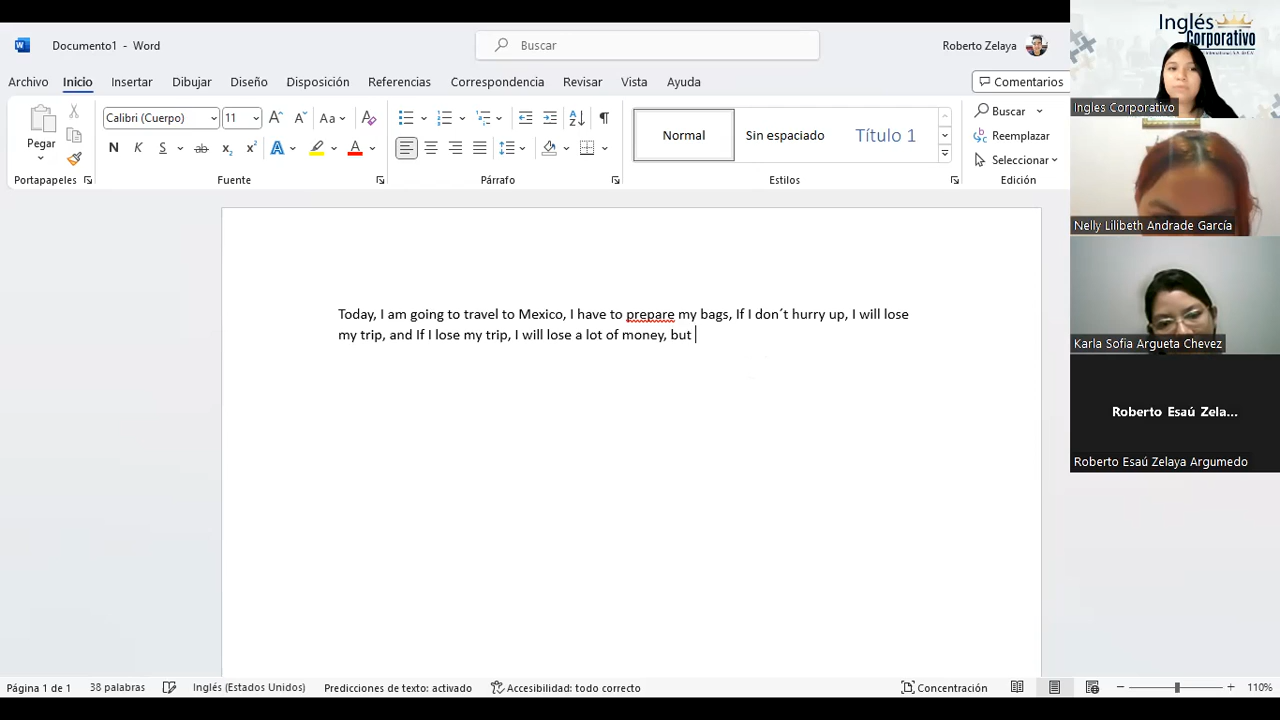 Documento1 - Word
Buscar
Roberto Zelaya
Archivo Inicio Insertar Dibujar Diseño Disposición Referencias Correspondencia Revisar Vista Ayuda
Comentarios
Pegar
Calibri (Cuerpo) 11 Aa
N K S ab x₂ x² A A
Normal
Sin espaciado
Título 1
Buscar
Reemplazar
Seleccionar
Portapapeles
Fuente
Párrafo
Estilos
Edición
Today, I am going to travel to Mexico, I have to prepare my bags, If I don´t hurry up, I will lose
my trip, and If I lose my trip, I will lose a lot of money, but
Inglés
Corporativo
Ingles Corporativo
Nelly Lilibeth Andrade García
Karla Sofia Argueta Chevez
Roberto Esaú Zela...
Roberto Esaú Zelaya Argumedo
Página 1 de 1
38 palabras
Inglés (Estados Unidos)
Predicciones de texto: activado
Accesibilidad: todo correcto
Concentración
110%